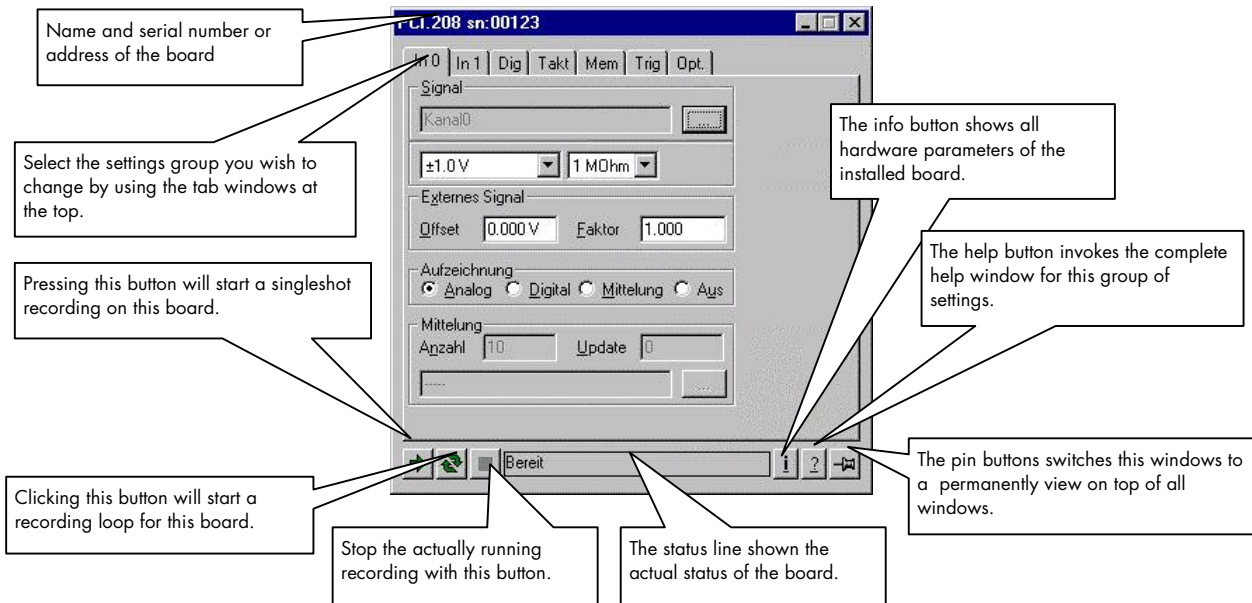 Name and serial number or
address of the board
PCI.208 sn:00123
In 0 In 1 Dig Takt Mem Trig Opt.
Signal
Kanal0
...
±1.0 V 1 MOhm
Externes Signal
Offset 0.000 V Faktor 1.000
Aufzeichnung
Analog Digital Mittelung Aus
Mittelung
Anzahl 10 Update 0
----- ...
Bereit i ?
Select the settings group you wish to
change by using the tab windows at
the top.
Pressing this button will start a singleshot
recording on this board.
Clicking this button will start a
recording loop for this board.
Stop the actually running
recording with this button.
The status line shown the
actual status of the board.
The info button shows all
hardware parameters of the
installed board.
The help button invokes the complete
help window for this group of
settings.
The pin buttons switches this windows to
a permanently view on top of all
windows.